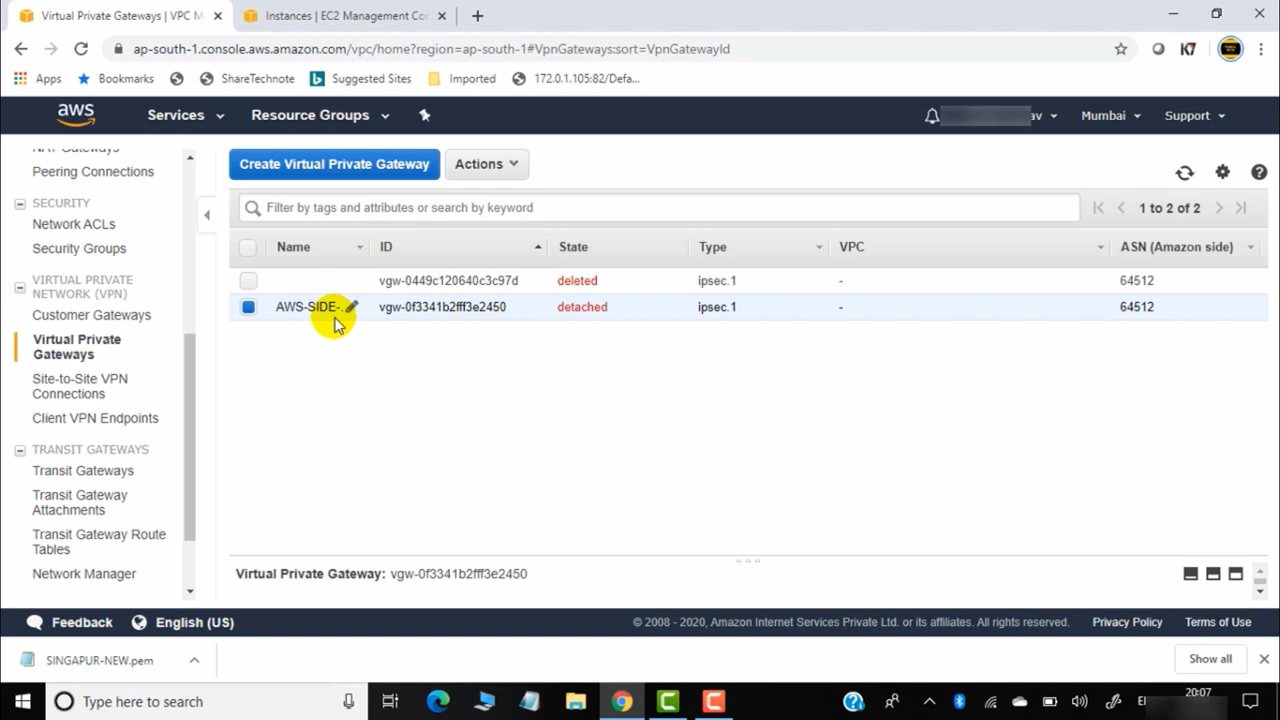 Virtual Private Gateways | VPC M
Instances | EC2 Management Co
ap-south-1.console.aws.amazon.com/vpc/home?region=ap-south-1#VpnGateways:sort=VpnGatewayId
K7
Apps Bookmarks ShareTechnote Suggested Sites Imported 172.0.1.105:82/Defa...
aws Services Resource Groups av Mumbai Support
NAT Gateways
Peering Connections
SECURITY
Network ACLs
Security Groups
VIRTUAL PRIVATE
NETWORK (VPN)
Customer Gateways
Virtual Private
Gateways
Site-to-Site VPN
Connections
Client VPN Endpoints
TRANSIT GATEWAYS
Transit Gateways
Transit Gateway
Attachments
Transit Gateway Route
Tables
Network Manager
Create Virtual Private Gateway Actions
Filter by tags and attributes or search by keyword 1 to 2 of 2
Name ID State Type VPC ASN (Amazon side)
vgw-0449c120640c3c97d deleted ipsec.1 - 64512
AWS-SIDE-. vgw-0f3341b2fff3e2450 detached ipsec.1 - 64512
Virtual Private Gateway: vgw-0f3341b2fff3e2450
Feedback English (US) © 2008 - 2020, Amazon Internet Services Private Ltd. or its affiliates. All rights reserved. Privacy Policy Terms of Use
SINGAPUR-NEW.pem Show all
Type here to search 20:07